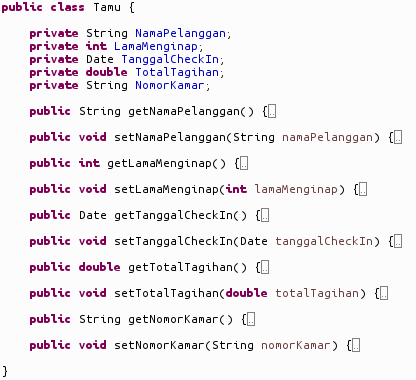 public class Tamu {
private String NamaPelanggan;
private int LamaMenginap;
private Date TanggalCheckIn;
private double TotalTagihan;
private String NomorKamar;
public String getNamaPelanggan() {..
public void setNamaPelanggan(String namaPelanggan) {..
public int getLamaMenginap() {..
public void setLamaMenginap(int lamaMenginap) {..
public Date getTanggalCheckIn() {..
public void setTanggalCheckIn(Date tanggalCheckIn) {..
public double getTotalTagihan() {..
public void setTotalTagihan(double totalTagihan) {..
public String getNomorKamar() {..
public void setNomorKamar(String nomorKamar) {..
}